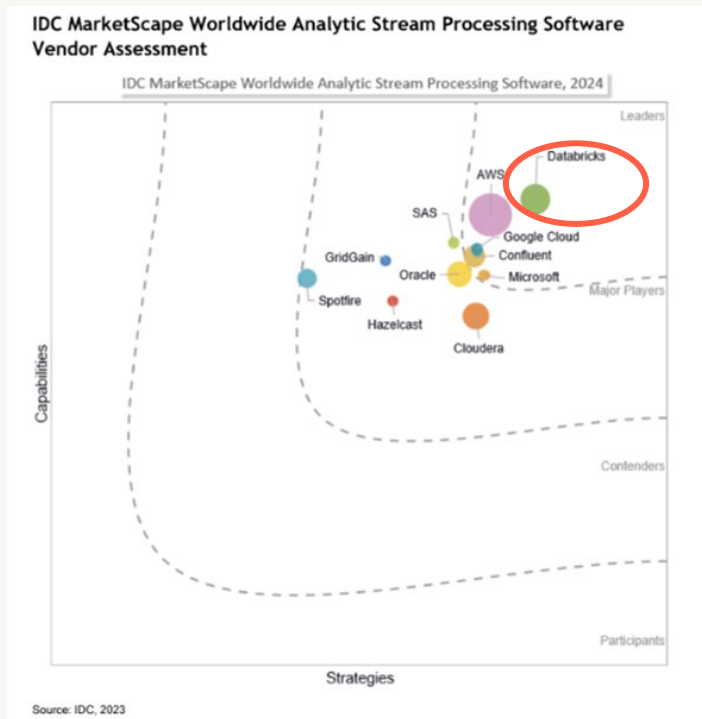 IDC MarketScape Worldwide Analytic Stream Processing Software
Vendor Assessment
IDC MarketScape Worldwide Analytic Stream Processing Software, 2024
Leaders
Databricks
AWS
SAS
Google Cloud
GridGain
Confluent
Oracle
Microsoft
Major Players
Spotfire
Hazelcast
Cloudera
Capabilities
Contenders
Participants
Strategies
Source: IDC, 2023